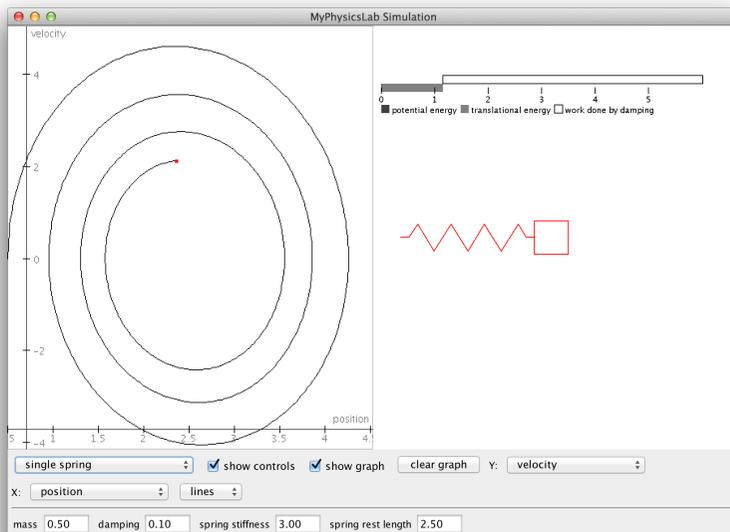 MyPhysicsLab Simulation
velocity
4
2
0
-2
-4
position
5 1 1.5 2 2.5 3 3.5 4 4.5
0 1 2 3 4 5
potential energy translational energy work done by damping
single spring show controls show graph clear graph Y: velocity
X: position lines
mass 0.50 damping 0.10 spring stiffness 3.00 spring rest length 2.50